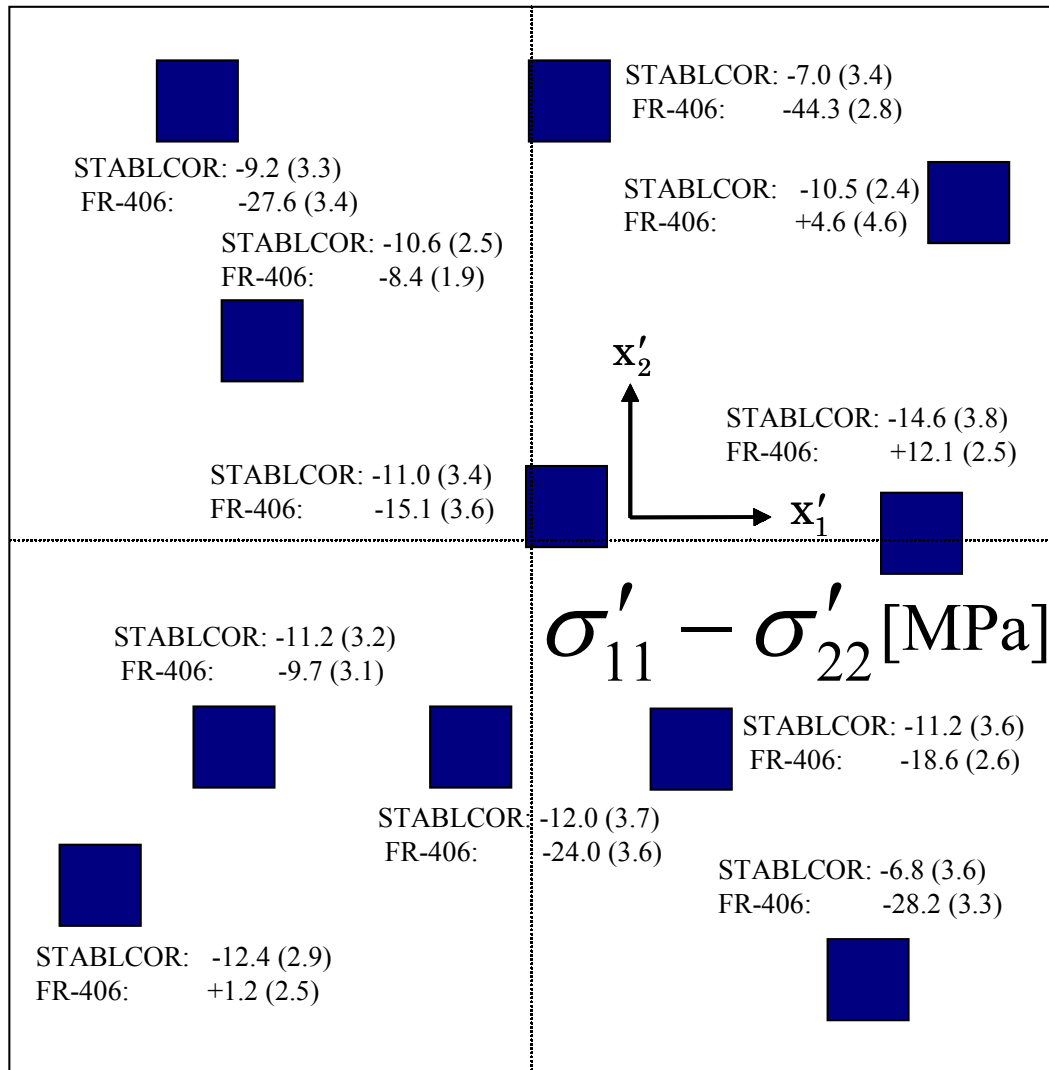 STABLCOR: -7.0 (3.4)
FR-406: -44.3 (2.8)
STABLCOR: -9.2 (3.3)
FR-406: -27.6 (3.4)
STABLCOR: -10.5 (2.4)
FR-406: +4.6 (4.6)
STABLCOR: -10.6 (2.5)
FR-406: -8.4 (1.9)
x′₂
STABLCOR: -14.6 (3.8)
FR-406: +12.1 (2.5)
STABLCOR: -11.0 (3.4)
FR-406: -15.1 (3.6)
x′₁
σ′₁₁ − σ′₂₂ [MPa]
STABLCOR: -11.2 (3.2)
FR-406: -9.7 (3.1)
STABLCOR: -11.2 (3.6)
FR-406: -18.6 (2.6)
STABLCOR: -12.0 (3.7)
FR-406: -24.0 (3.6)
STABLCOR: -6.8 (3.6)
FR-406: -28.2 (3.3)
STABLCOR: -12.4 (2.9)
FR-406: +1.2 (2.5)